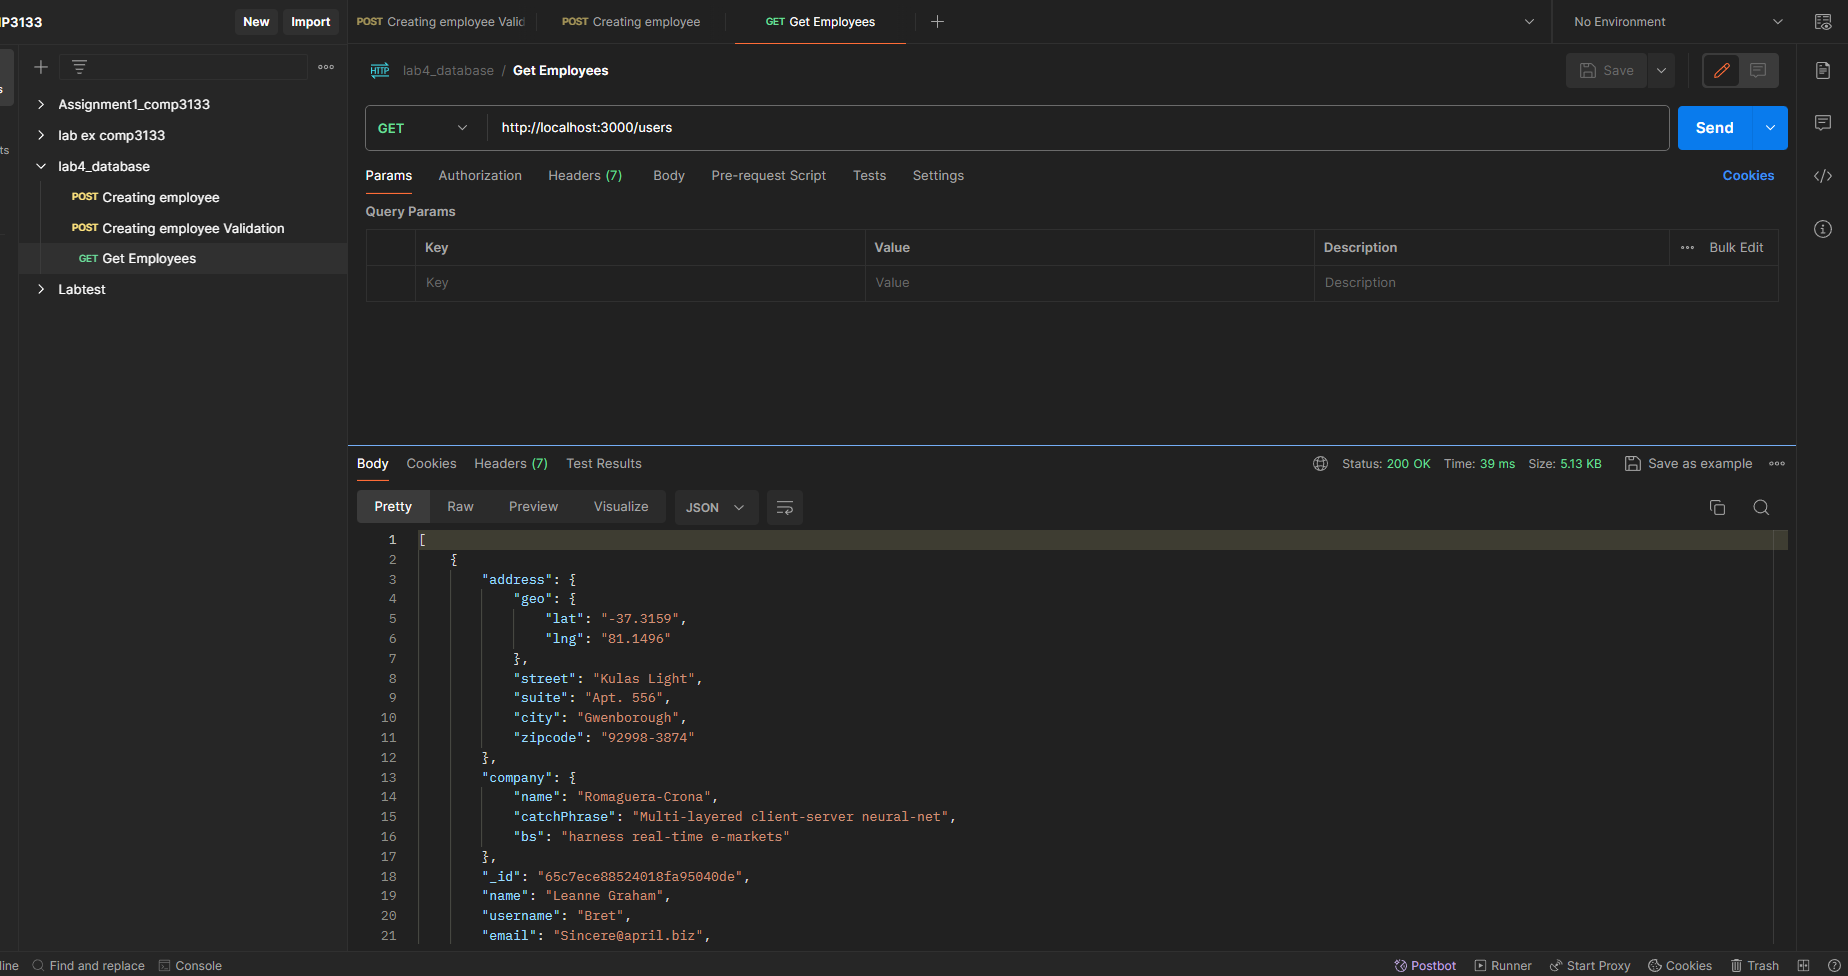 IP3133
New
Import
POST Creating employee Valid
POST Creating employee
GET Get Employees
No Environment
HTTP lab4_database / Get Employees
Save
Assignment1_comp3133
lab ex comp3133
lab4_database
POST Creating employee
POST Creating employee Validation
GET Get Employees
Labtest
s
ts
GET
http://localhost:3000/users
Send
Params
Authorization
Headers (7)
Body
Pre-request Script
Tests
Settings
Cookies
Query Params
Key
Value
Description
Bulk Edit
Key
Value
Description
Body
Cookies
Headers (7)
Test Results
Status: 200 OK
Time: 39 ms
Size: 5.13 KB
Save as example
Pretty
Raw
Preview
Visualize
JSON
1 [
2 {
3 "address": {
4 "geo": {
5 "lat": "-37.3159",
6 "lng": "81.1496"
7 },
8 "street": "Kulas Light",
9 "suite": "Apt. 556",
10 "city": "Gwenborough",
11 "zipcode": "92998-3874"
12 },
13 "company": {
14 "name": "Romaguera-Crona",
15 "catchPhrase": "Multi-layered client-server neural-net",
16 "bs": "harness real-time e-markets"
17 },
18 "_id": "65c7ece88524018fa95040de",
19 "name": "Leanne Graham",
20 "username": "Bret",
21 "email": "Sincere@april.biz",
line
Find and replace
Console
Postbot
Runner
Start Proxy
Cookies
Trash